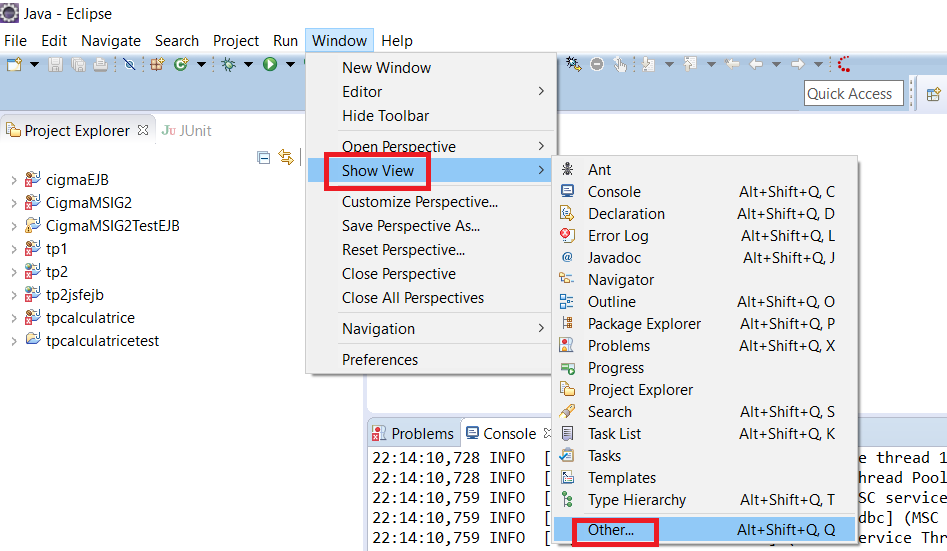 Java - Eclipse
File Edit Navigate Search Project Run Window Help
Quick Access
Project Explorer
JUnit
cigmaEJB
CigmaMSIG2
CigmaMSIG2TestEJB
tp1
tp2
tp2jsfejb
tpcalculatrice
tpcalculatricetest
New Window
Editor
Hide Toolbar
Open Perspective
Show View
Customize Perspective...
Save Perspective As...
Reset Perspective...
Close Perspective
Close All Perspectives
Navigation
Preferences
Ant
Console Alt+Shift+Q, C
Declaration Alt+Shift+Q, D
Error Log Alt+Shift+Q, L
Javadoc Alt+Shift+Q, J
Navigator
Outline Alt+Shift+Q, O
Package Explorer Alt+Shift+Q, P
Problems Alt+Shift+Q, X
Progress
Project Explorer
Search Alt+Shift+Q, S
Task List Alt+Shift+Q, K
Tasks
Templates
Type Hierarchy Alt+Shift+Q, T
Other... Alt+Shift+Q, Q
Problems Console
22:14:10,728 INFO [ e thread 1
22:14:10,728 INFO [ hread Pool
22:14:10,759 INFO [ SC service
22:14:10,759 INFO [ dbc] (MSC
22:14:10,759 INFO ervice Thr